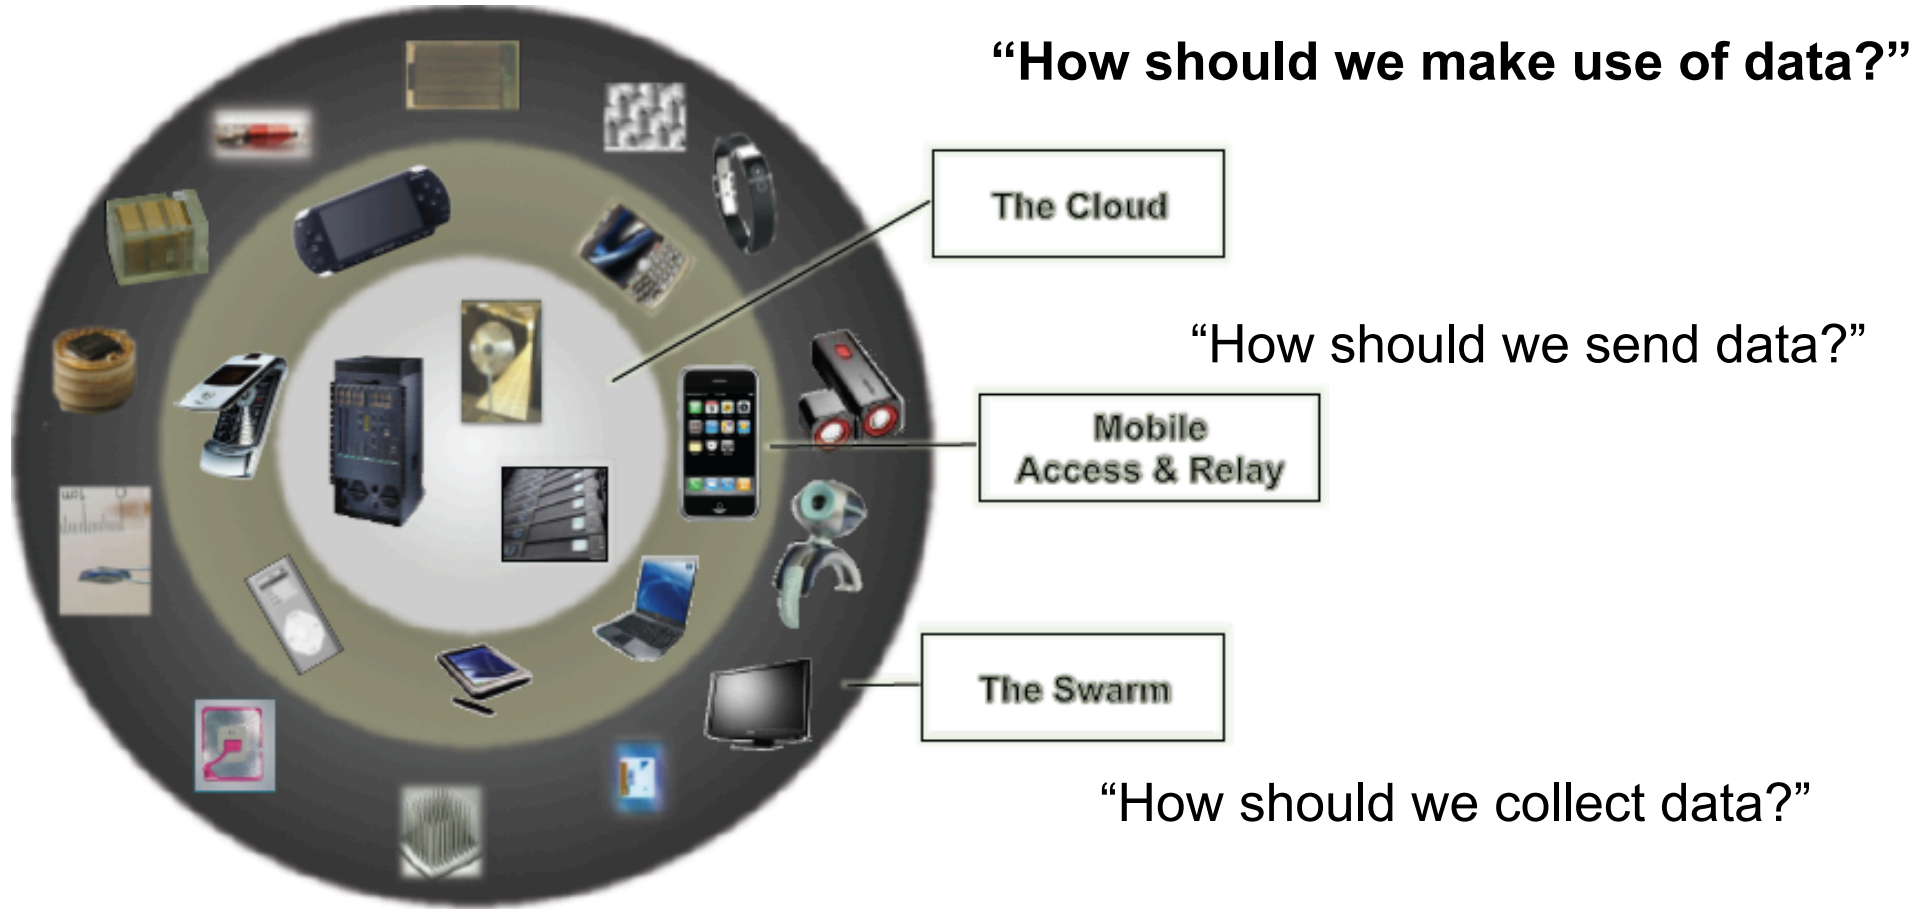 “How should we make use of data?”
The Cloud
“How should we send data?”
Mobile
Access & Relay
The Swarm
“How should we collect data?”